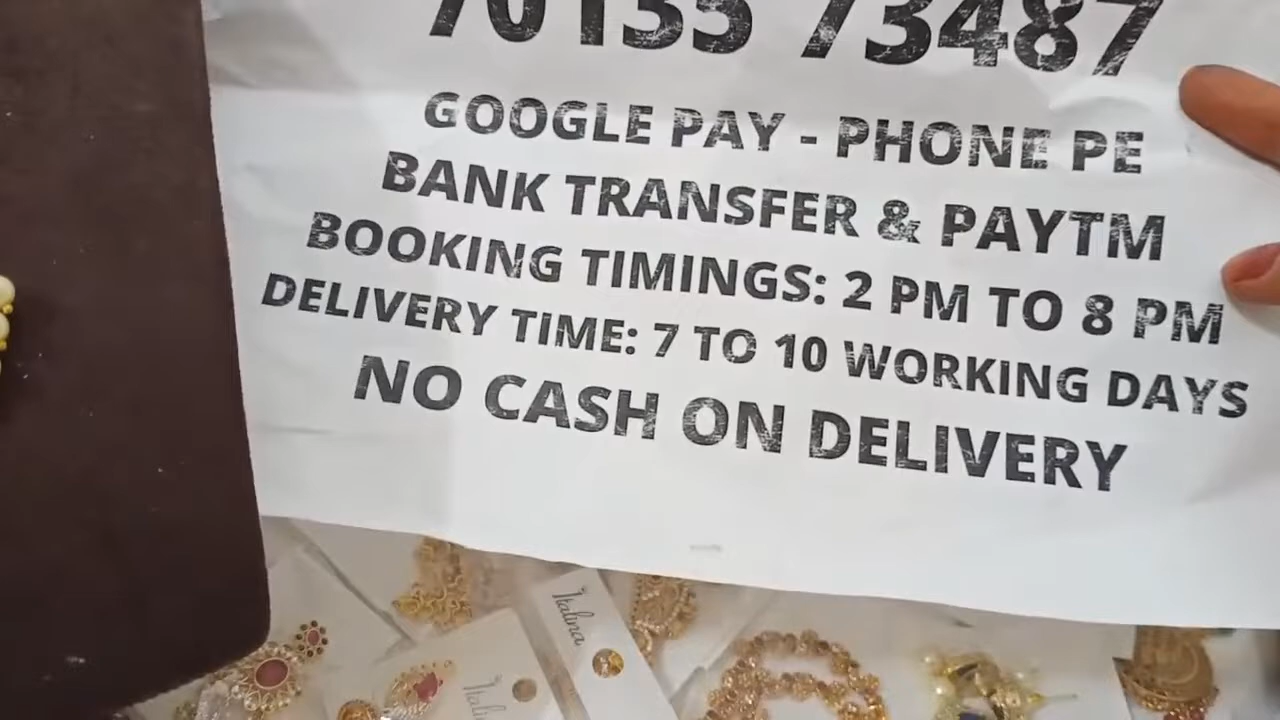 70135 73487
GOOGLE PAY - PHONE PE
BANK TRANSFER & PAYTM
BOOKING TIMINGS: 2 PM TO 8 PM
DELIVERY TIME: 7 TO 10 WORKING DAYS
NO CASH ON DELIVERY
Italina